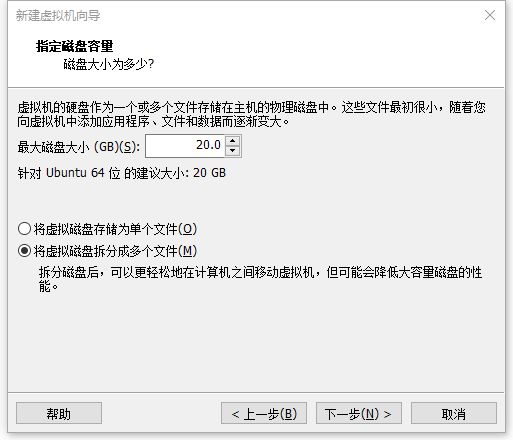 新建虚拟机向导
指定磁盘容量
磁盘大小为多少?
虚拟机的硬盘作为一个或多个文件存储在主机的物理磁盘中。这些文件最初很小，随着您
向虚拟机中添加应用程序、文件和数据而逐渐变大。
最大磁盘大小 (GB)(S): 20.0
针对 Ubuntu 64 位 的建议大小: 20 GB
将虚拟磁盘存储为单个文件(O)
将虚拟磁盘拆分成多个文件(M)
拆分磁盘后，可以更轻松地在计算机之间移动虚拟机，但可能会降低大容量磁盘的性
能。
帮助 < 上一步(B) 下一步(N) > 取消